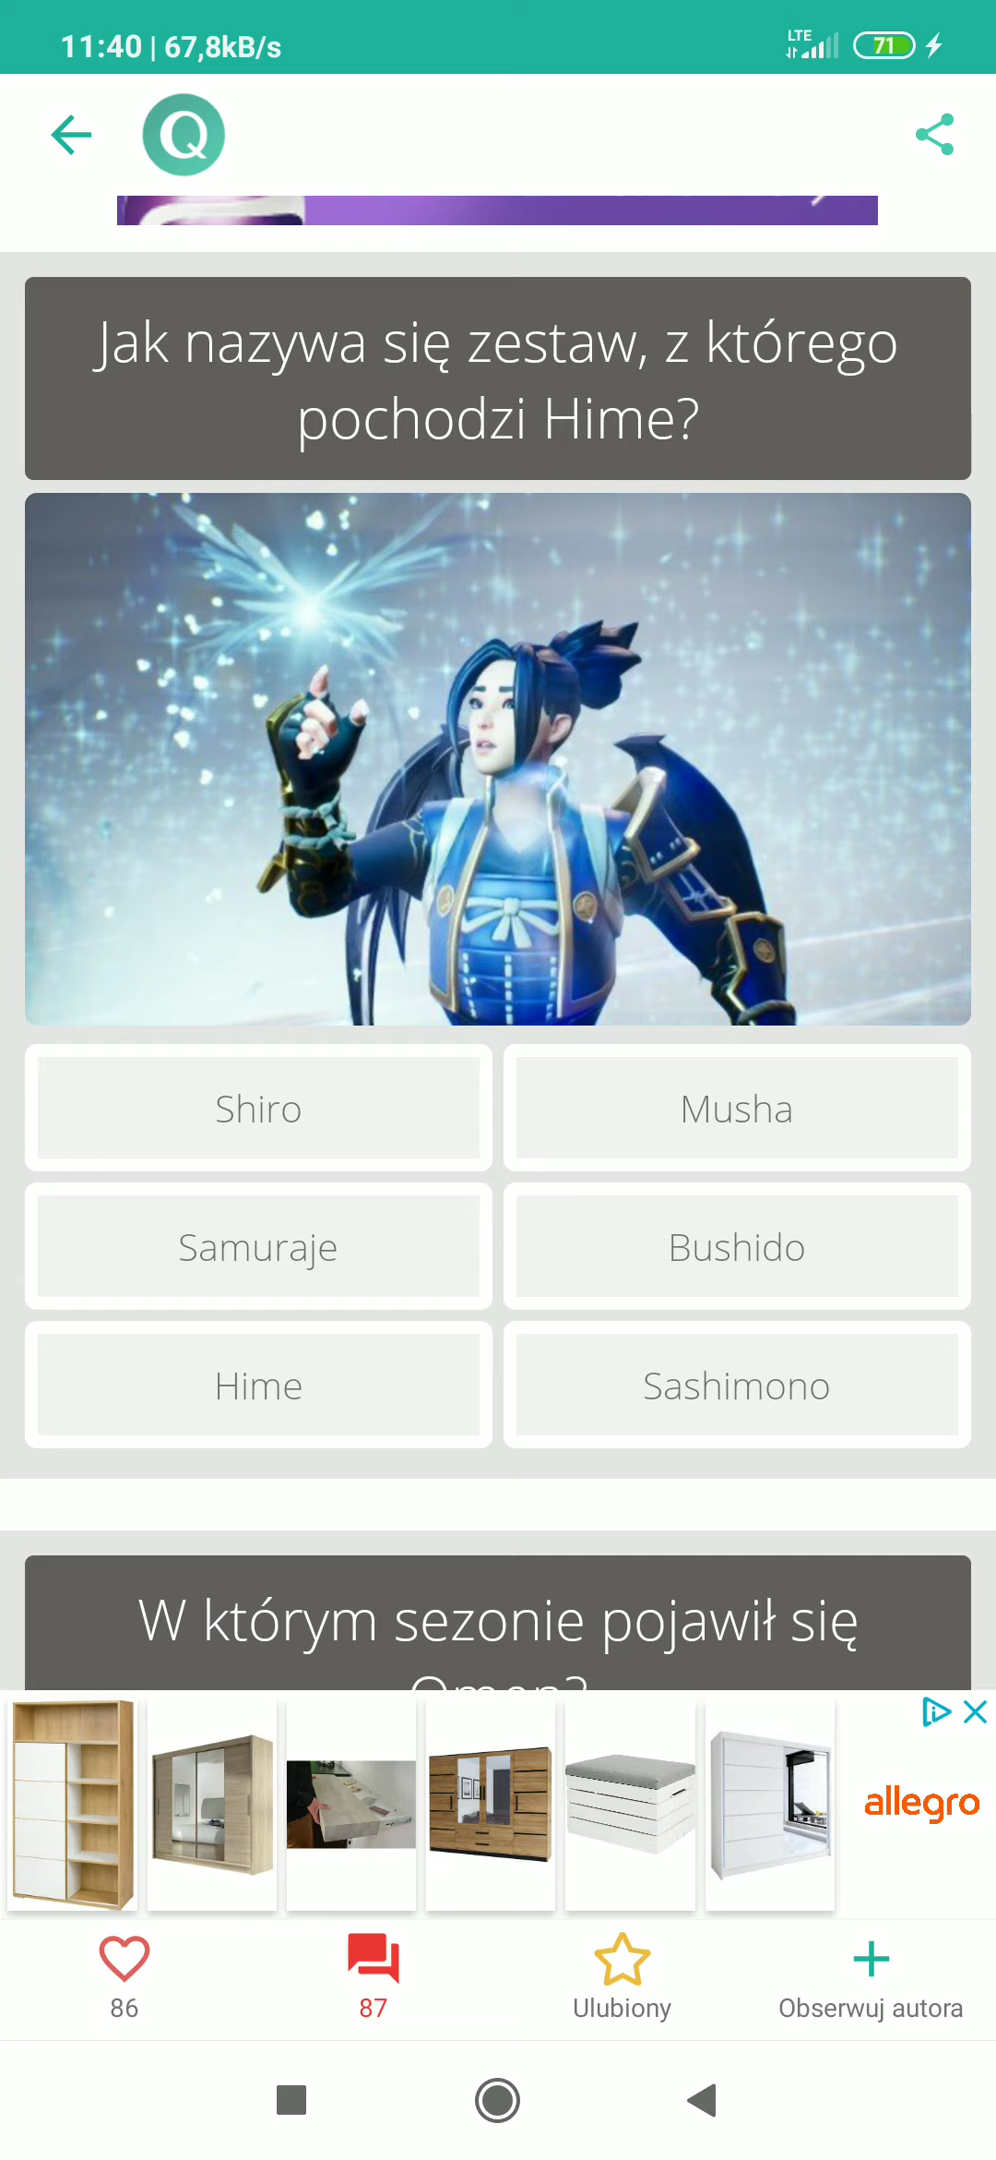 11:40 | 67,8kB/s
LTE
71
Q
Jak nazywa się zestaw, z którego
pochodzi Hime?
Shiro
Musha
Samuraje
Bushido
Hime
Sashimono
W którym sezonie pojawił się
Omen?
allegro
86
87
Ulubiony
Obserwuj autora